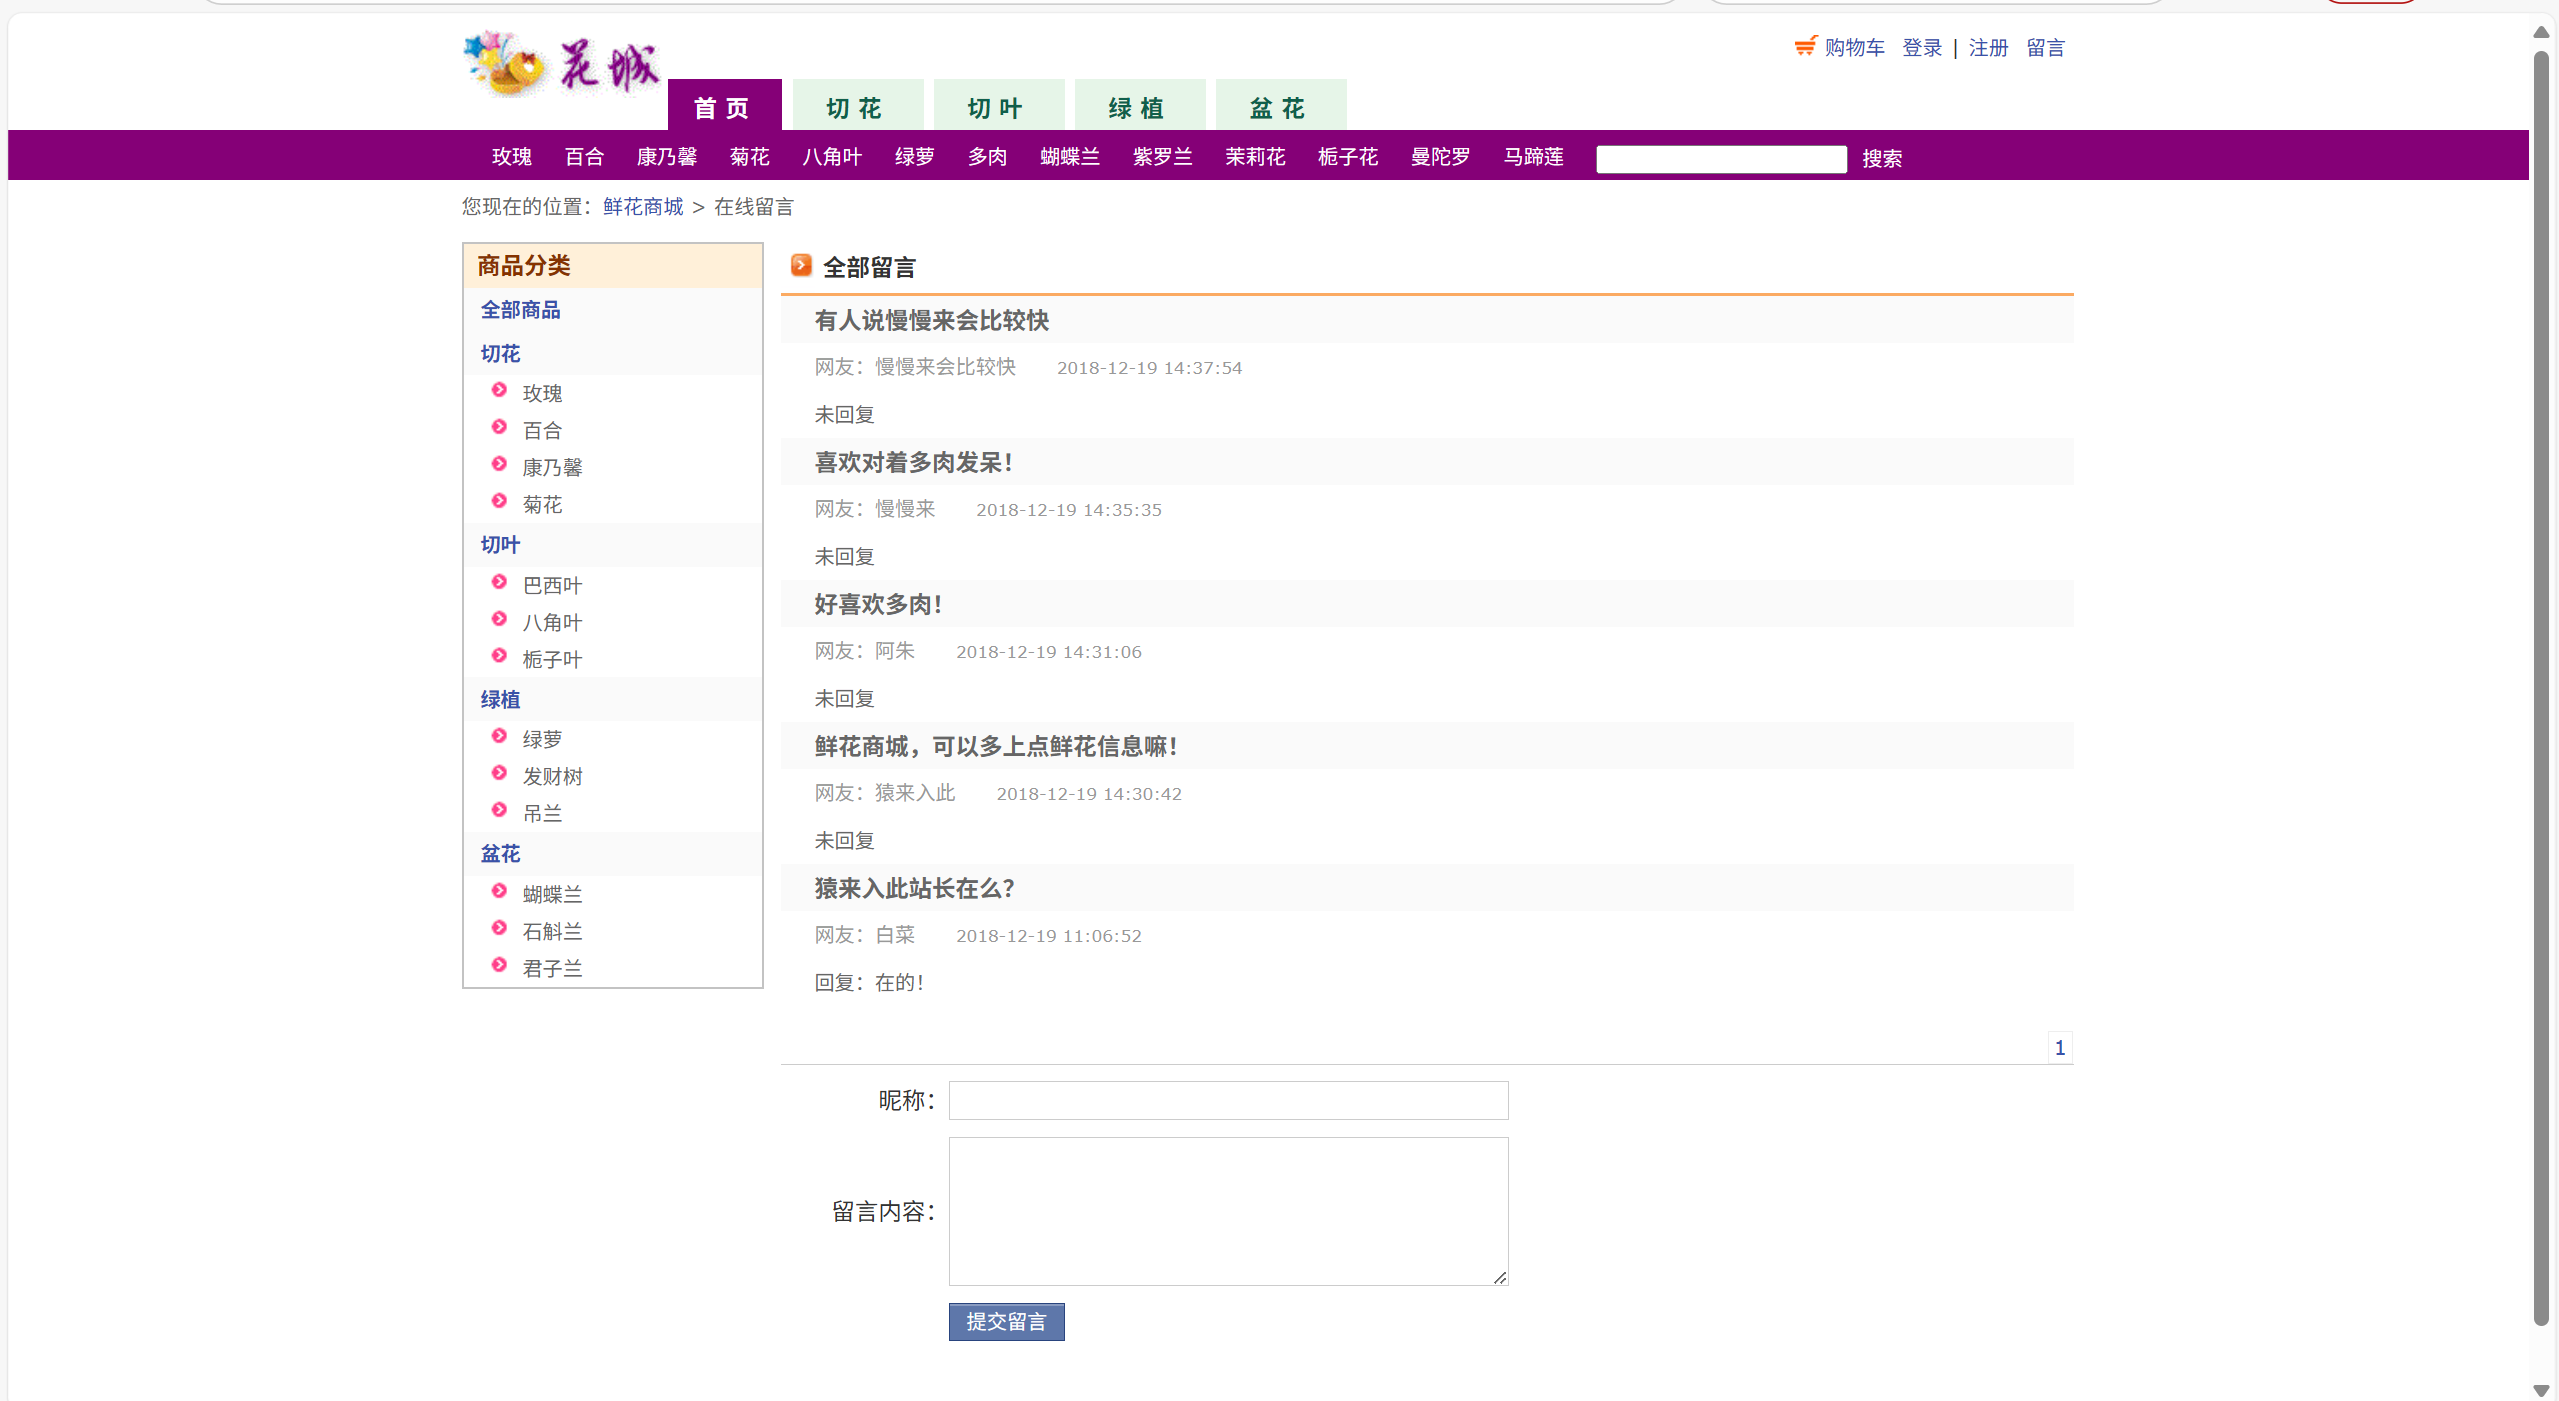 花城
购物车 登录 | 注册 留言
首 页 切 花 切 叶 绿 植 盆 花
玫瑰 百合 康乃馨 菊花 八角叶 绿萝 多肉 蝴蝶兰 紫罗兰 茉莉花 栀子花 曼陀罗 马蹄莲 搜索
您现在的位置：鲜花商城 > 在线留言
商品分类
全部商品
切花
玫瑰
百合
康乃馨
菊花
切叶
巴西叶
八角叶
栀子叶
绿植
绿萝
发财树
吊兰
盆花
蝴蝶兰
石斛兰
君子兰
全部留言
有人说慢慢来会比较快
网友：慢慢来会比较快 2018-12-19 14:37:54
未回复
喜欢对着多肉发呆！
网友：慢慢来 2018-12-19 14:35:35
未回复
好喜欢多肉！
网友：阿朱 2018-12-19 14:31:06
未回复
鲜花商城，可以多上点鲜花信息嘛！
网友：猿来入此 2018-12-19 14:30:42
未回复
猿来入此站长在么？
网友：白菜 2018-12-19 11:06:52
回复：在的！
1
昵称：
留言内容：
提交留言